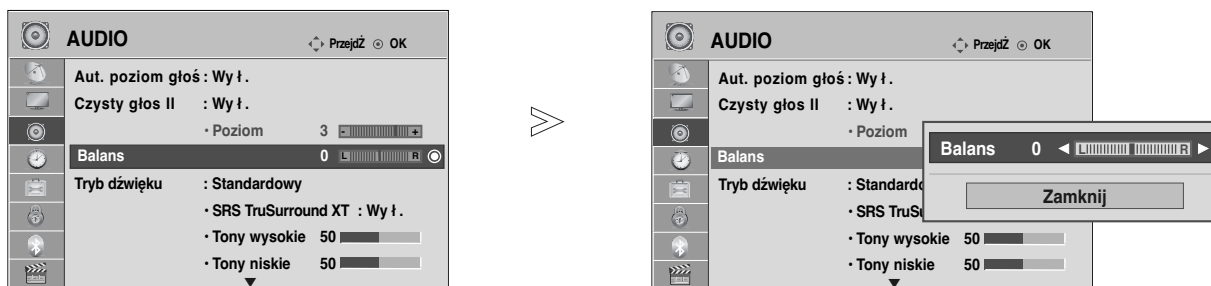 AUDIO
PrzejdŹ OK
Aut. poziom głoś : Wył.
Czysty głos II : Wył.
• Poziom 3 - +
Balans 0 L R
Tryb dźwięku : Standardowy
• SRS TruSurround XT : Wył.
• Tony wysokie 50
• Tony niskie 50
AUDIO
PrzejdŹ OK
Aut. poziom głoś : Wył.
Czysty głos II : Wył.
• Poziom
Balans
Tryb dźwięku : Standardo
• SRS TruSu
• Tony wysokie 50
• Tony niskie 50
Balans 0 L R
Zamknij